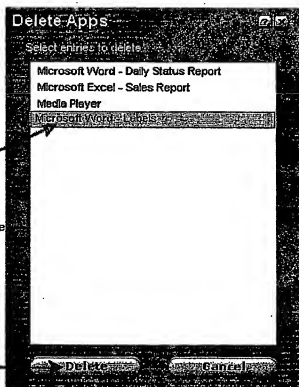 Delete Apps
Select entries to delete:
Microsoft Word - Daily Status Report
Microsoft Excel - Sales Report
Media Player
Microsoft Word - Labels
e
Delete
Cancel